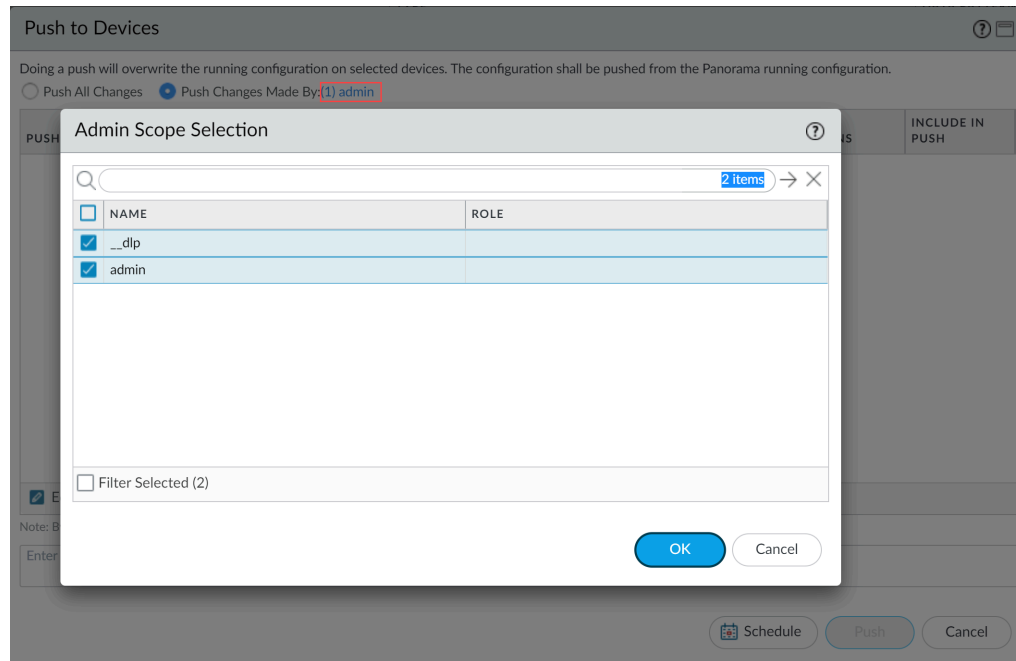 Push to Devices
Doing a push will overwrite the running configuration on selected devices. The configuration shall be pushed from the Panorama running configuration.
Push All Changes Push Changes Made By:(1) admin
INCLUDE IN
PUSH
PUSH
Admin Scope Selection
2 items
NAME ROLE
__dlp
admin
Filter Selected (2)
Note: B
Enter
OK Cancel
Schedule Push Cancel